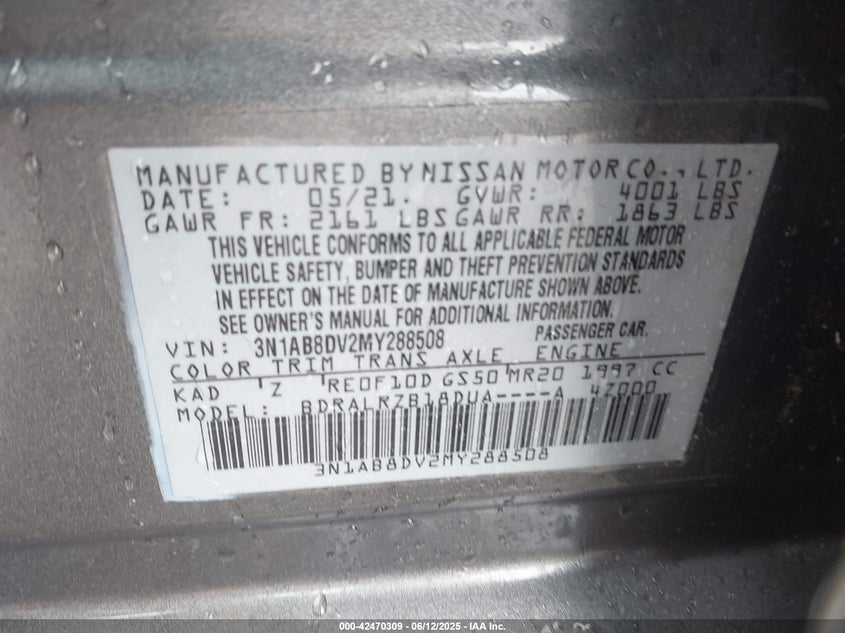 MANUFACTURED BY NISSAN MOTOR CO., LTD.
DATE: 05/21. GVWR: 4001 LBS
GAWR FR: 2161 LBS GAWR RR: 1863 LBS
THIS VEHICLE CONFORMS TO ALL APPLICABLE FEDERAL MOTOR
VEHICLE SAFETY, BUMPER AND THEFT PREVENTION STANDARDS
IN EFFECT ON THE DATE OF MANUFACTURE SHOWN ABOVE.
SEE OWNER'S MANUAL FOR ADDITIONAL INFORMATION.
VIN: 3N1AB8DV2MY288508 PASSENGER CAR.
COLOR TRIM TRANS AXLE ENGINE
KAD Z RE0F10D GS50 MR20 1997 CC
MODEL: BDRALRZB18DUA----A 4Z000
3N1AB8DV2MY288508
000-42470309 - 06/12/2025 - IAA Inc.